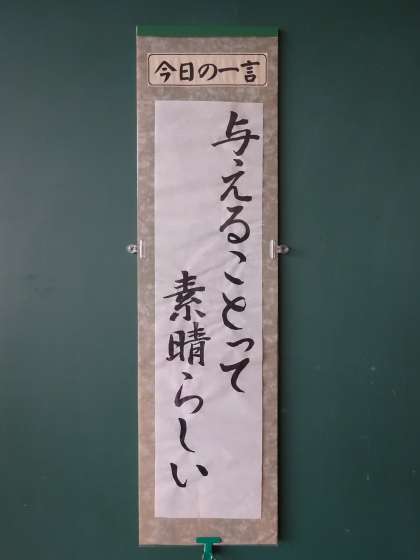 今日の一言
与えることって
素晴らしい